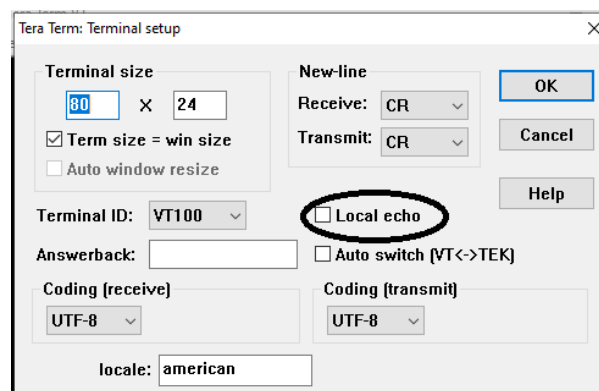 Tera Term: Terminal setup
Terminal size
80 X 24
Term size = win size
Auto window resize
New-line
Receive: CR
Transmit: CR
OK
Cancel
Help
Terminal ID: VT100
Local echo
Answerback:
Auto switch (VT<->TEK)
Coding (receive)
UTF-8
Coding (transmit)
UTF-8
locale: american